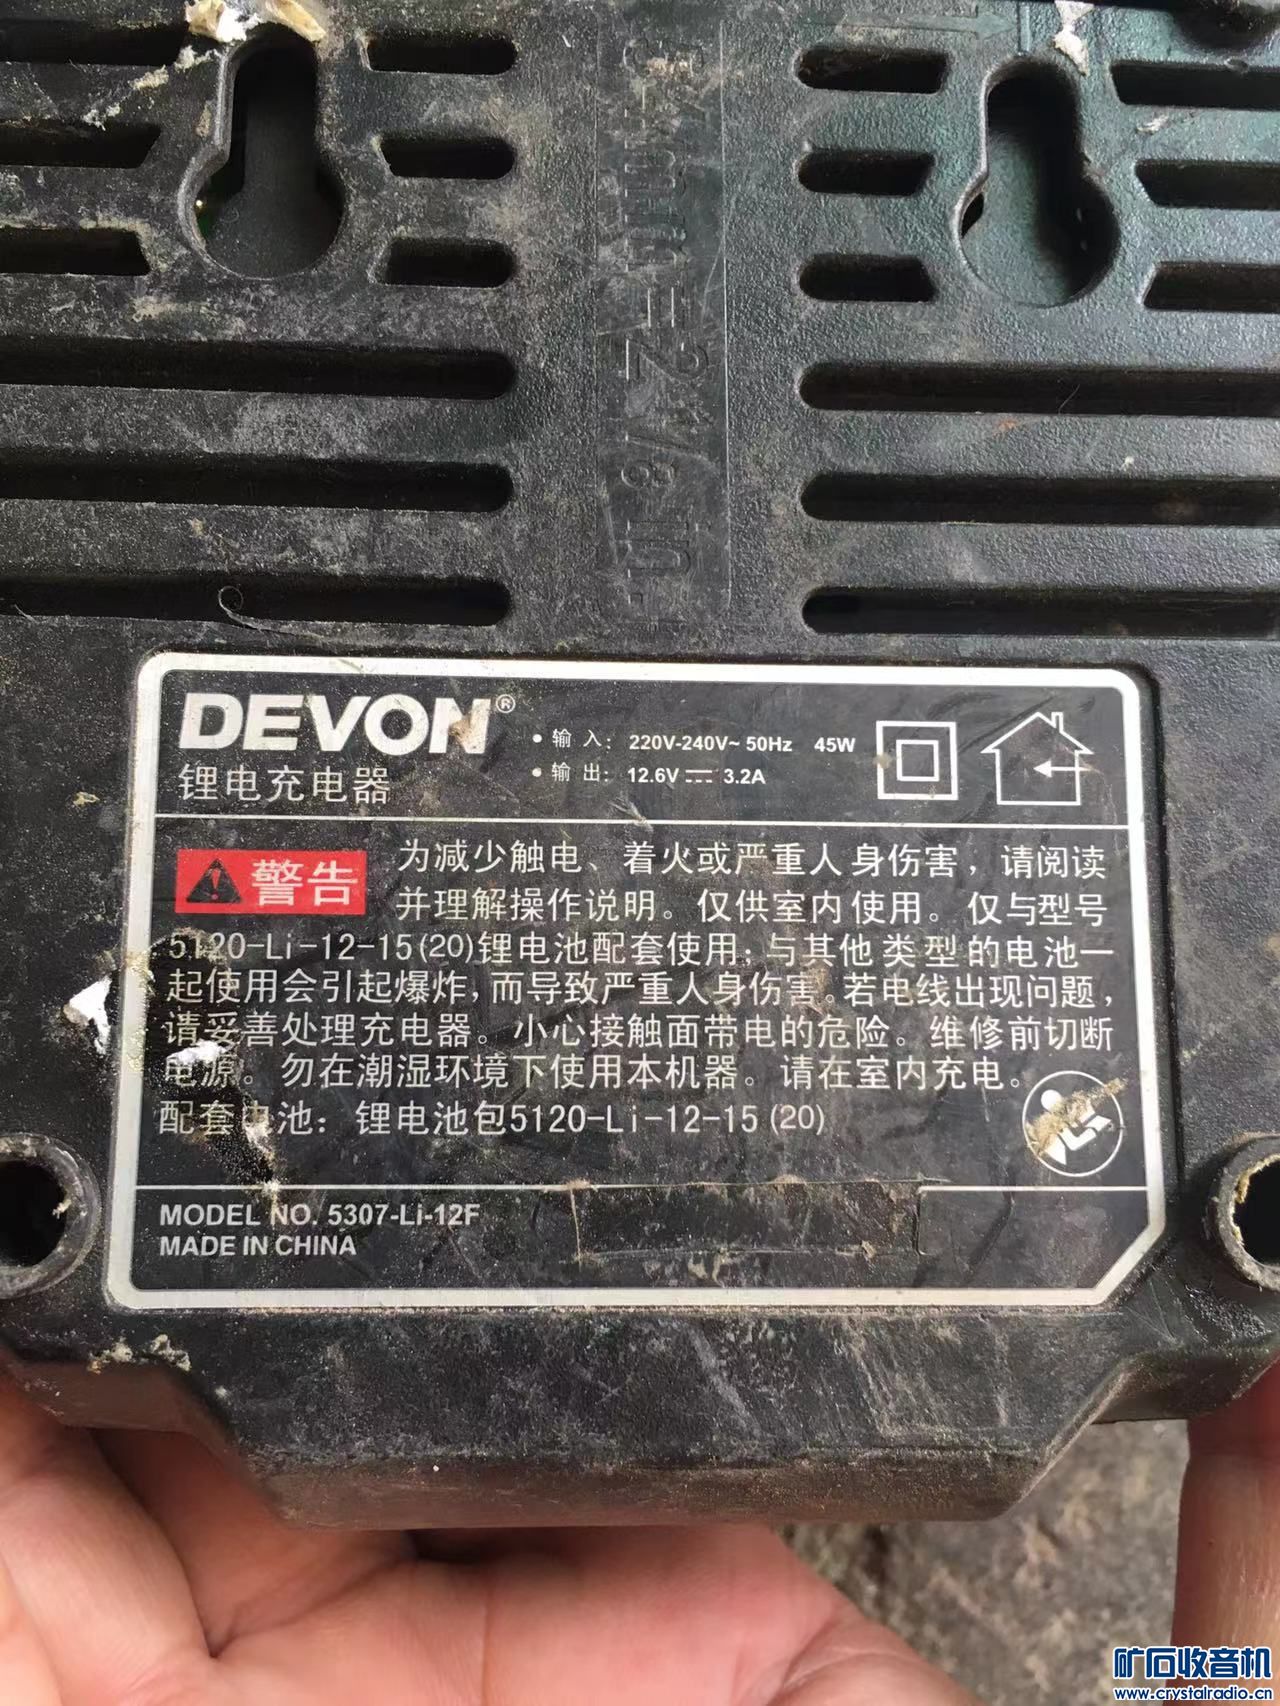 54mm=2 1/8 in.
DEVON®
锂电充电器
• 输 入: 220V-240V~ 50Hz 45W
• 输 出: 12.6V⎓ 3.2A
警告 为减少触电、着火或严重人身伤害，请阅读
并理解操作说明。仅供室内使用。仅与型号
5120-Li-12-15(20)锂电池配套使用；与其他类型的电池一
起使用会引起爆炸，而导致严重人身伤害。若电线出现问题，
请妥善处理充电器。小心接触面带电的危险。维修前切断
电源。勿在潮湿环境下使用本机器。请在室内充电。
配套电池：锂电池包5120-Li-12-15(20)
MODEL NO. 5307-Li-12F
MADE IN CHINA
矿石收音机
www.crystalradio.cn